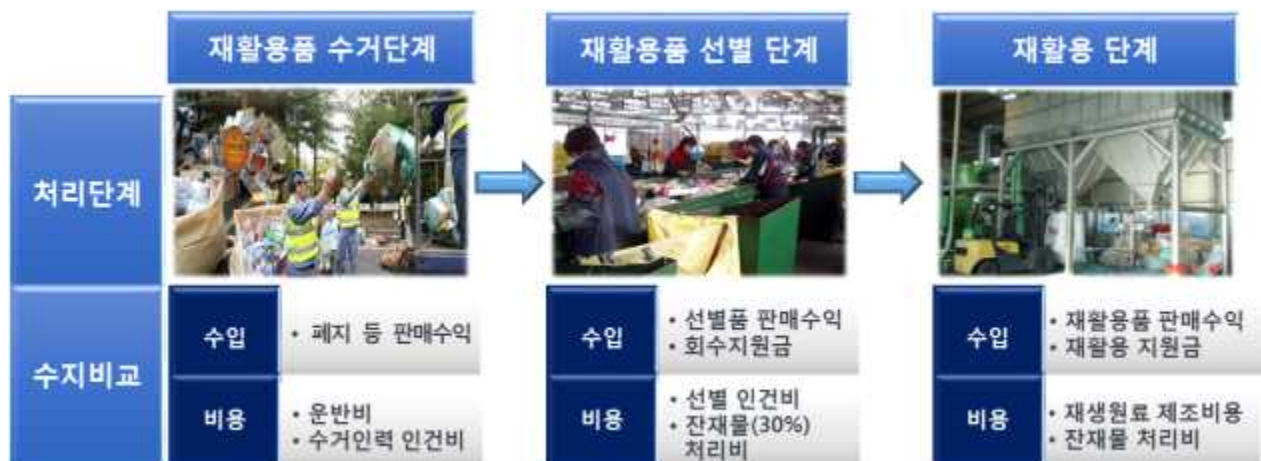 재활용품 수거단계
재활용품 선별 단계
재활용 단계
처리단계
수지비교
수입
• 폐지 등 판매수익
수입
• 선별품 판매수익
• 회수지원금
수입
• 재활용품 판매수익
• 재활용 지원금
비용
• 운반비
• 수거인력 인건비
비용
• 선별 인건비
• 잔재물(30%)
처리비
비용
• 재생원료 제조비용
• 잔재물 처리비